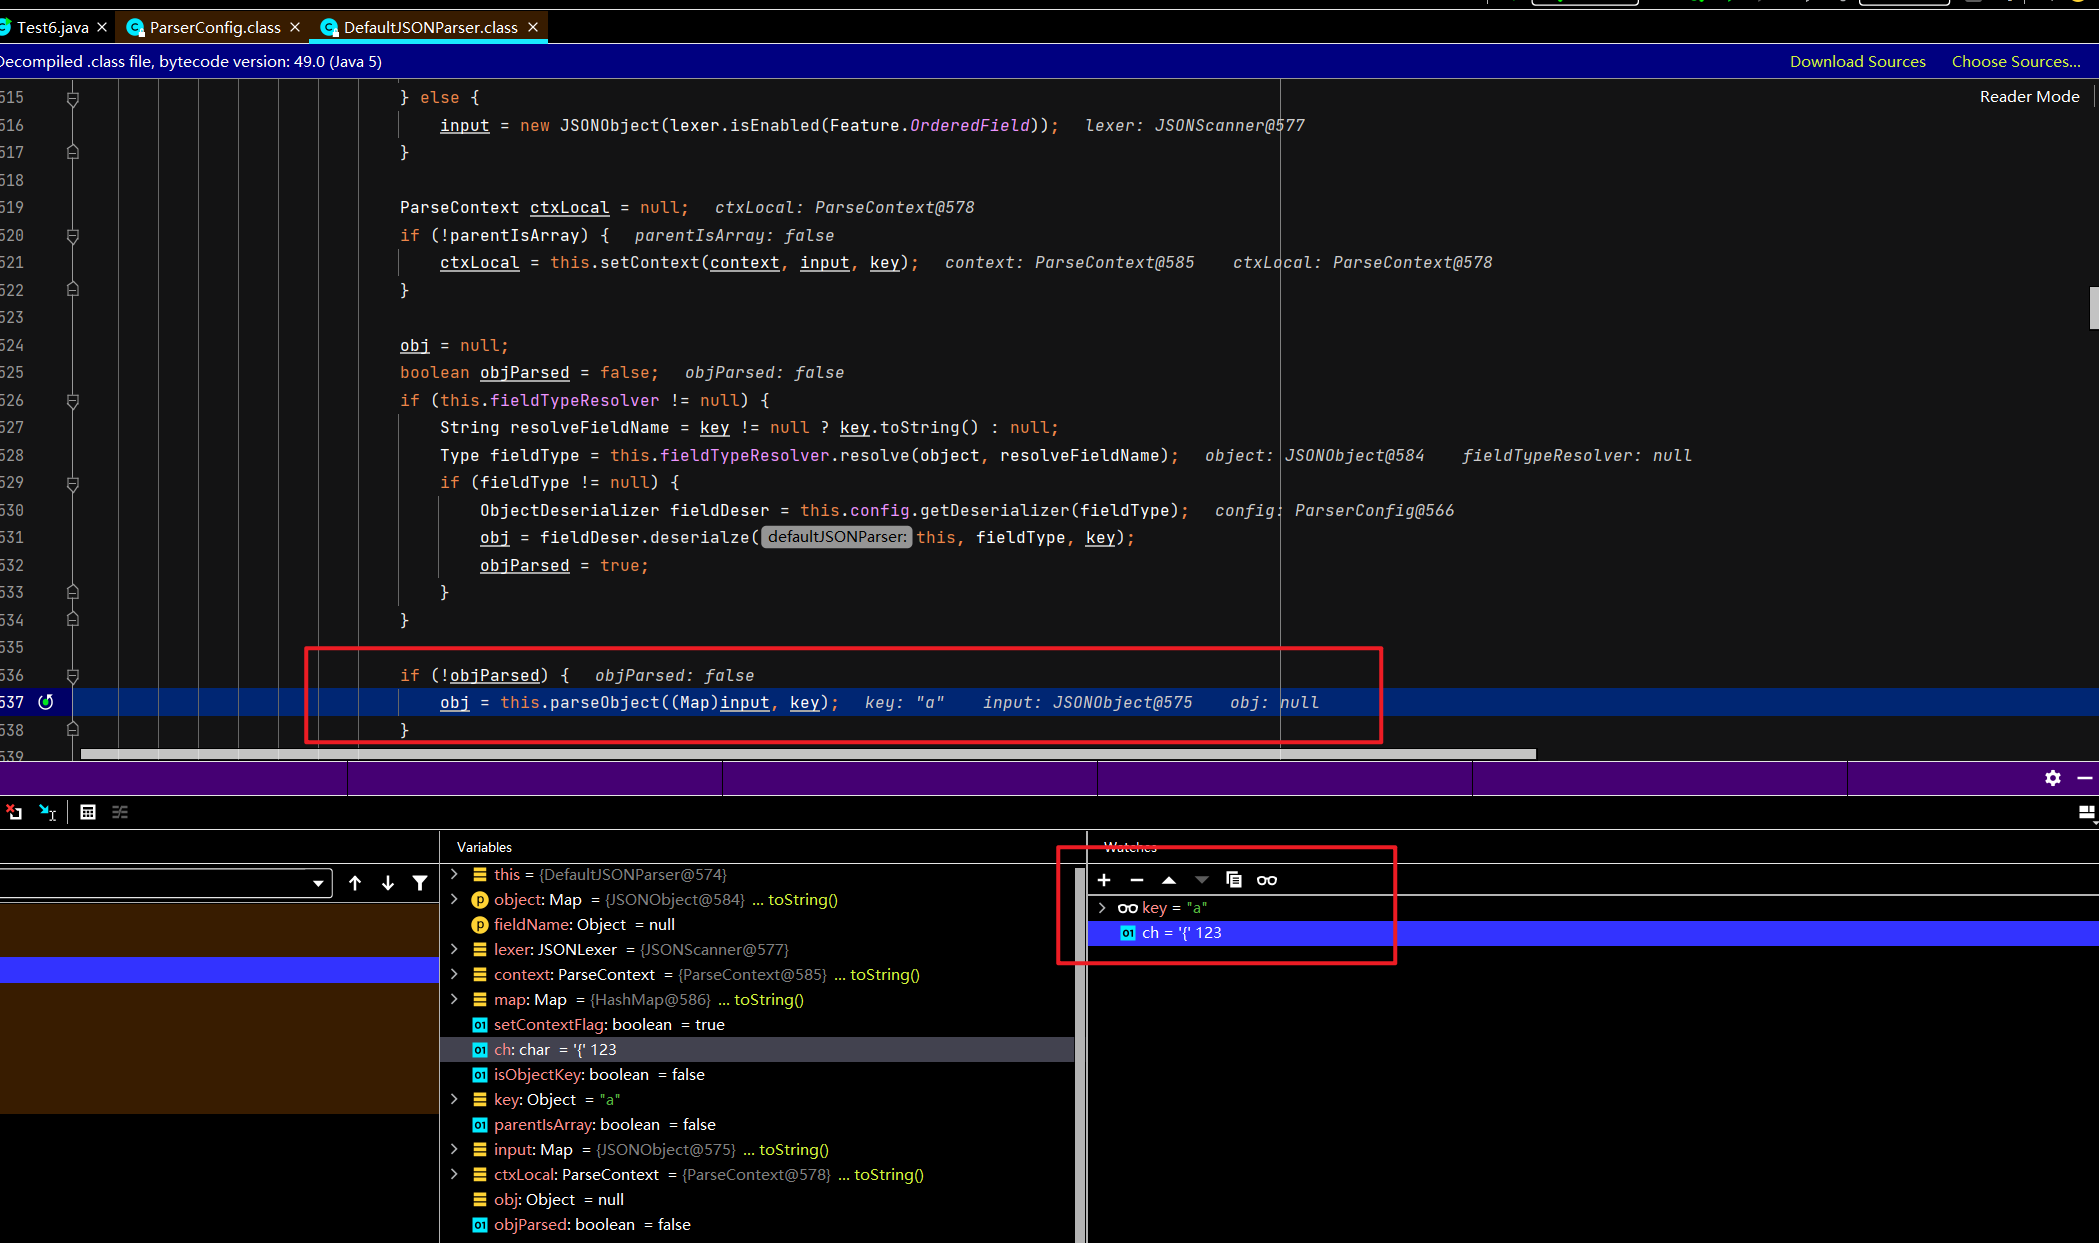 Test6.java
ParserConfig.class
DefaultJSONParser.class
Decompiled .class file, bytecode version: 49.0 (Java 5)
Download Sources
Choose Sources...
Reader Mode
515 } else {
516 input = new JSONObject(lexer.isEnabled(Feature.OrderedField)); lexer: JSONScanner@577
517 }
518
519 ParseContext ctxLocal = null; ctxLocal: ParseContext@578
520 if (!parentIsArray) { parentIsArray: false
521 ctxLocal = this.setContext(context, input, key); context: ParseContext@585 ctxLocal: ParseContext@578
522 }
523
524 obj = null;
525 boolean objParsed = false; objParsed: false
526 if (this.fieldTypeResolver != null) {
527 String resolveFieldName = key != null ? key.toString() : null;
528 Type fieldType = this.fieldTypeResolver.resolve(object, resolveFieldName); object: JSONObject@584 fieldTypeResolver: null
529 if (fieldType != null) {
530 ObjectDeserializer fieldDeser = this.config.getDeserializer(fieldType); config: ParserConfig@566
531 obj = fieldDeser.deserialze( defaultJSONParser: this, fieldType, key);
532 objParsed = true;
533 }
534 }
535
536 if (!objParsed) { objParsed: false
537 obj = this.parseObject((Map)input, key); key: "a" input: JSONObject@575 obj: null
538 }
539
Variables
this = {DefaultJSONParser@574}
object: Map = {JSONObject@584} ... toString()
fieldName: Object = null
lexer: JSONLexer = {JSONScanner@577}
context: ParseContext = {ParseContext@585} ... toString()
map: Map = {HashMap@586} ... toString()
setContextFlag: boolean = true
ch: char = '{' 123
isObjectKey: boolean = false
key: Object = "a"
parentIsArray: boolean = false
input: Map = {JSONObject@575} ... toString()
ctxLocal: ParseContext = {ParseContext@578} ... toString()
obj: Object = null
objParsed: boolean = false
Watches
key = "a"
ch = '{' 123